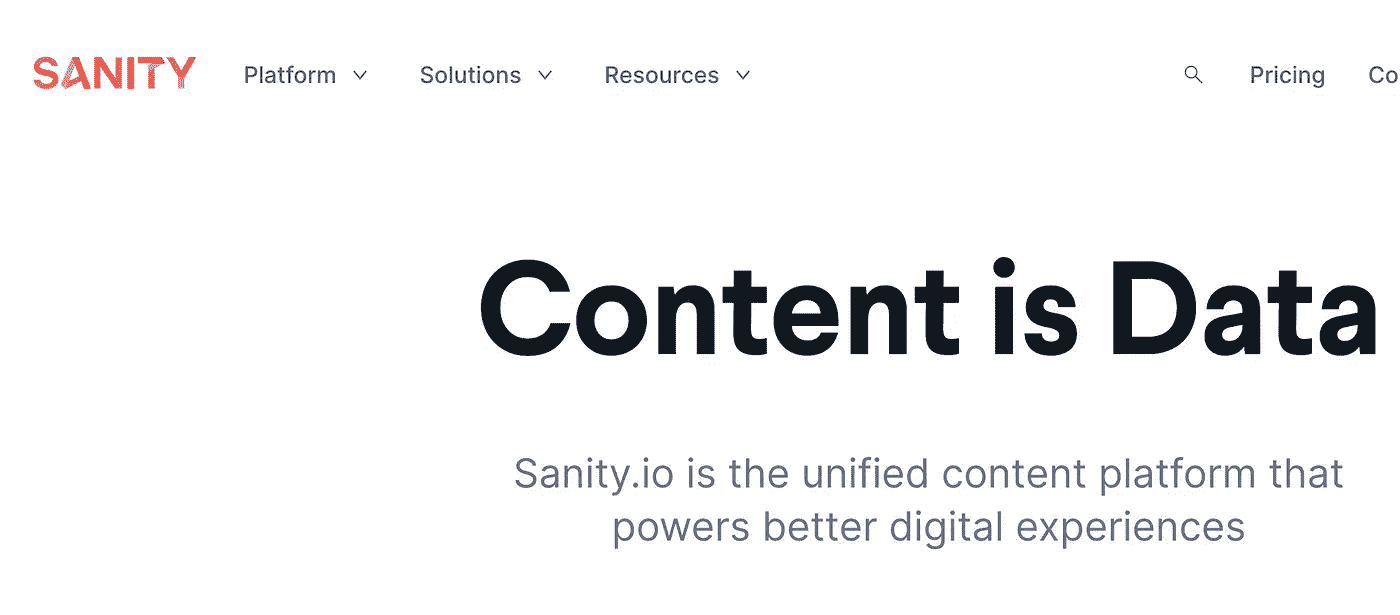 SANITY Platform Solutions Resources Pricing Co
Content is Data
Sanity.io is the unified content platform that
powers better digital experiences